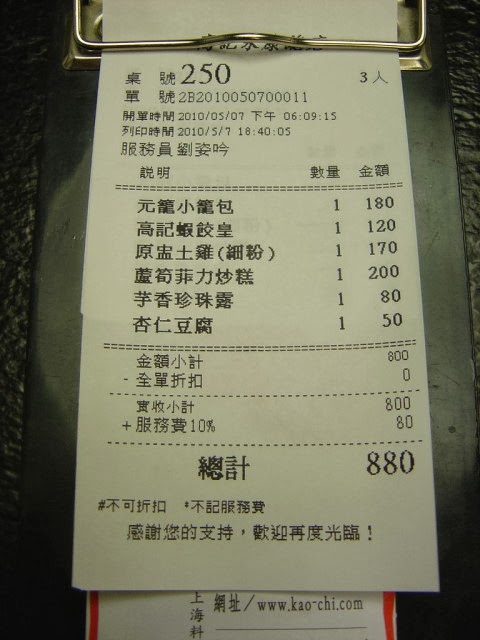 桌 號 250 3人
單 號 2B2010050700011
開單時間 2010/05/07 下午 06:09:15
列印時間 2010/5/7 18:40:05
服務員劉姿吟
說明 數量 金額
元籠小籠包 1 180
高記蝦餃皇 1 120
原盅土雞(細粉) 1 170
蘆筍菲力炒糕 1 200
芋香珍珠露 1 80
杏仁豆腐 1 50
金額小計 800
- 全單折扣 0
實收小計 800
+服務費10% 80
總計 880
#不可折扣 *不記服務費
感謝您的支持，歡迎再度光臨！
上海料
網址/www.kao-chi.com